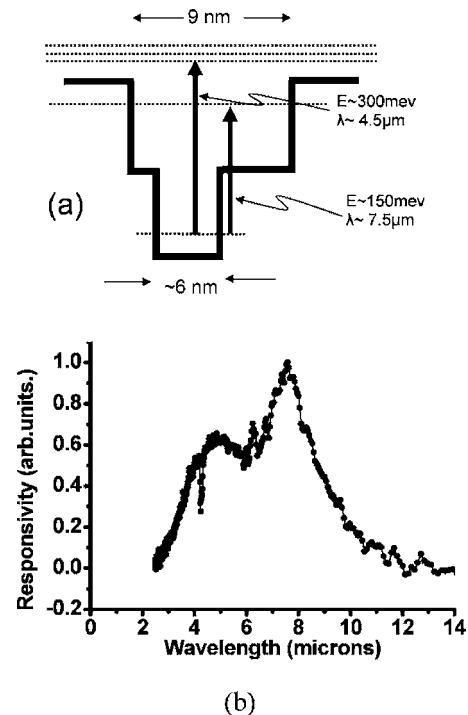 9 nm
E~300mev
λ~ 4.5μm
(a)
E~150mev
λ~ 7.5μm
~6 nm
1.0
0.8
0.6
0.4
0.2
0.0
-0.2
Responsivity (arb.units.)
0 2 4 6 8 10 12 14
Wavelength (microns)
(b)